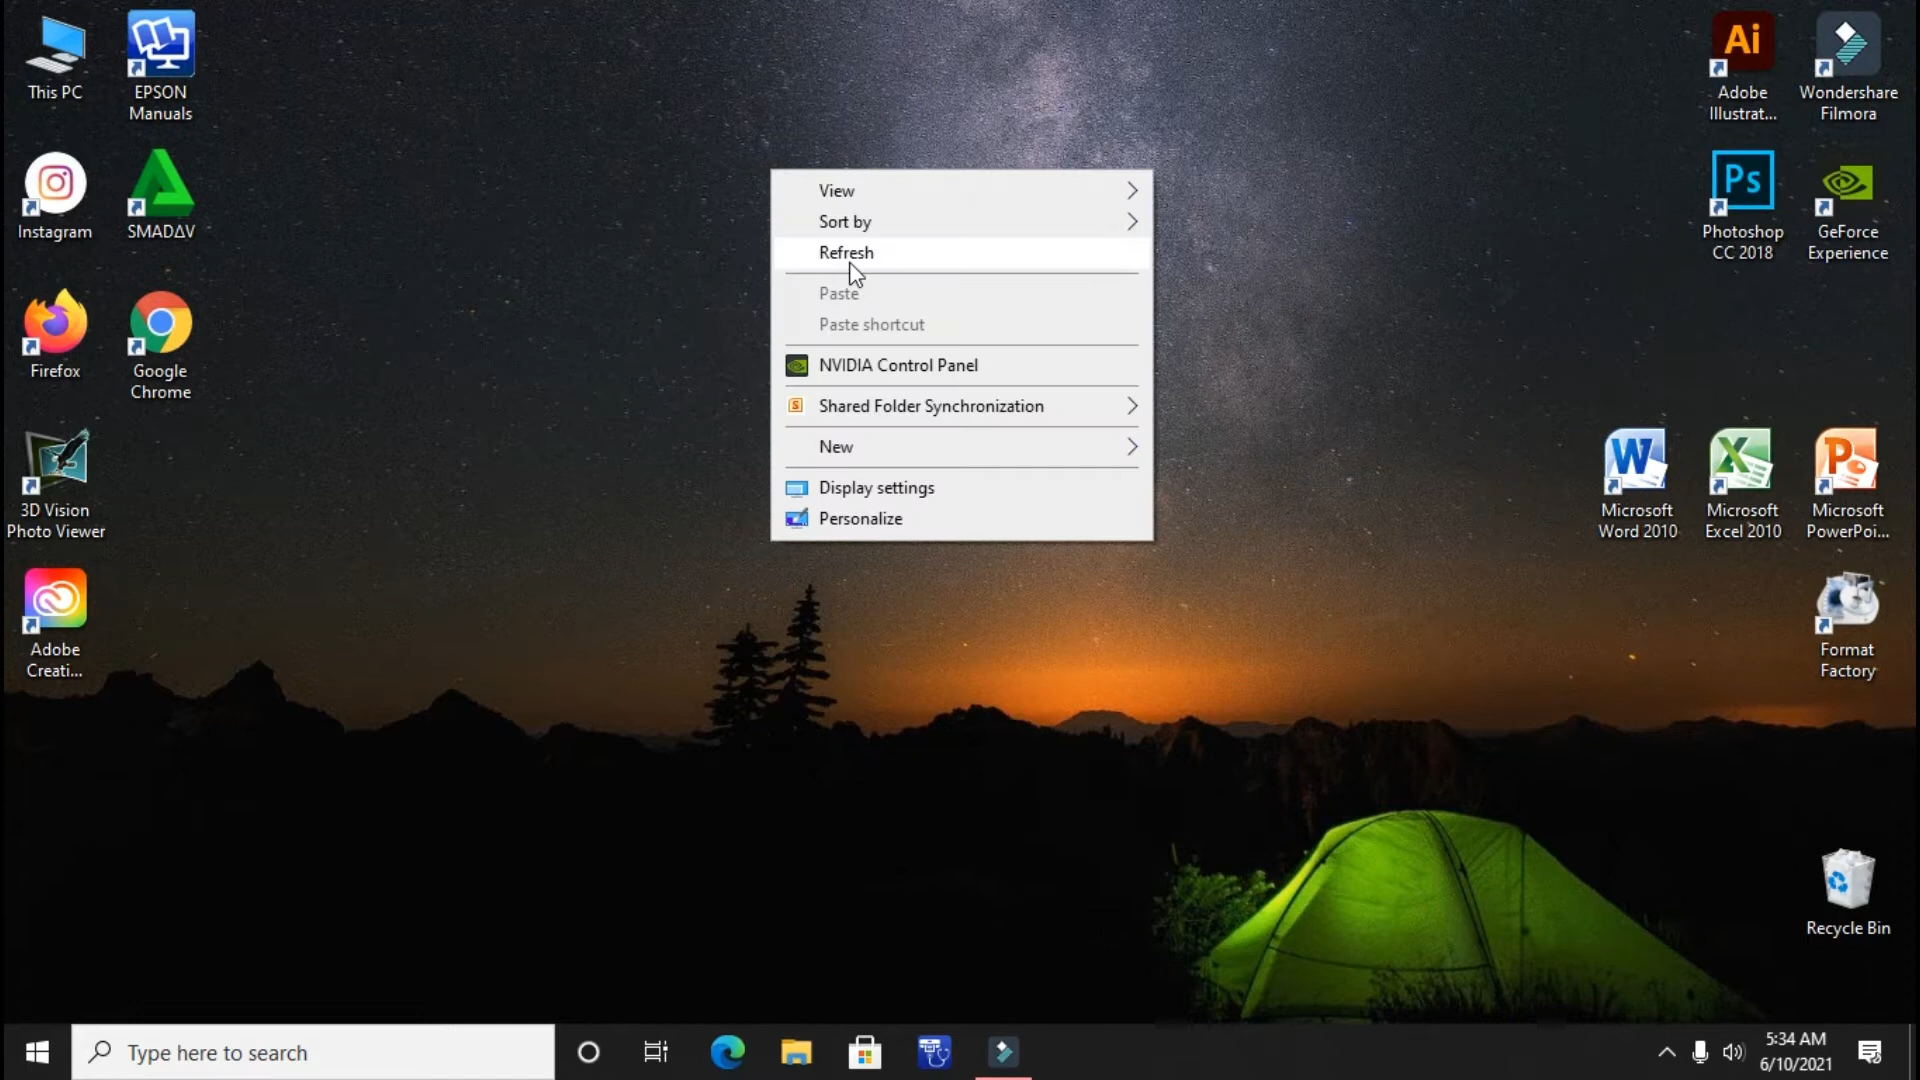 This PC
EPSON
Manuals
Instagram
SMADΔV
Firefox
Google
Chrome
3D Vision
Photo Viewer
Adobe
Creati...
View
Sort by
Refresh
Paste
Paste shortcut
NVIDIA Control Panel
S
Shared Folder Synchronization
New
Display settings
Personalize
Ai
Adobe
Illustrat...
Wondershare
Filmora
Ps
Photoshop
CC 2018
GeForce
Experience
W
Microsoft
Word 2010
X
Microsoft
Excel 2010
P
Microsoft
PowerPoi...
Format
Factory
Recycle Bin
Type here to search
5:34 AM
6/10/2021